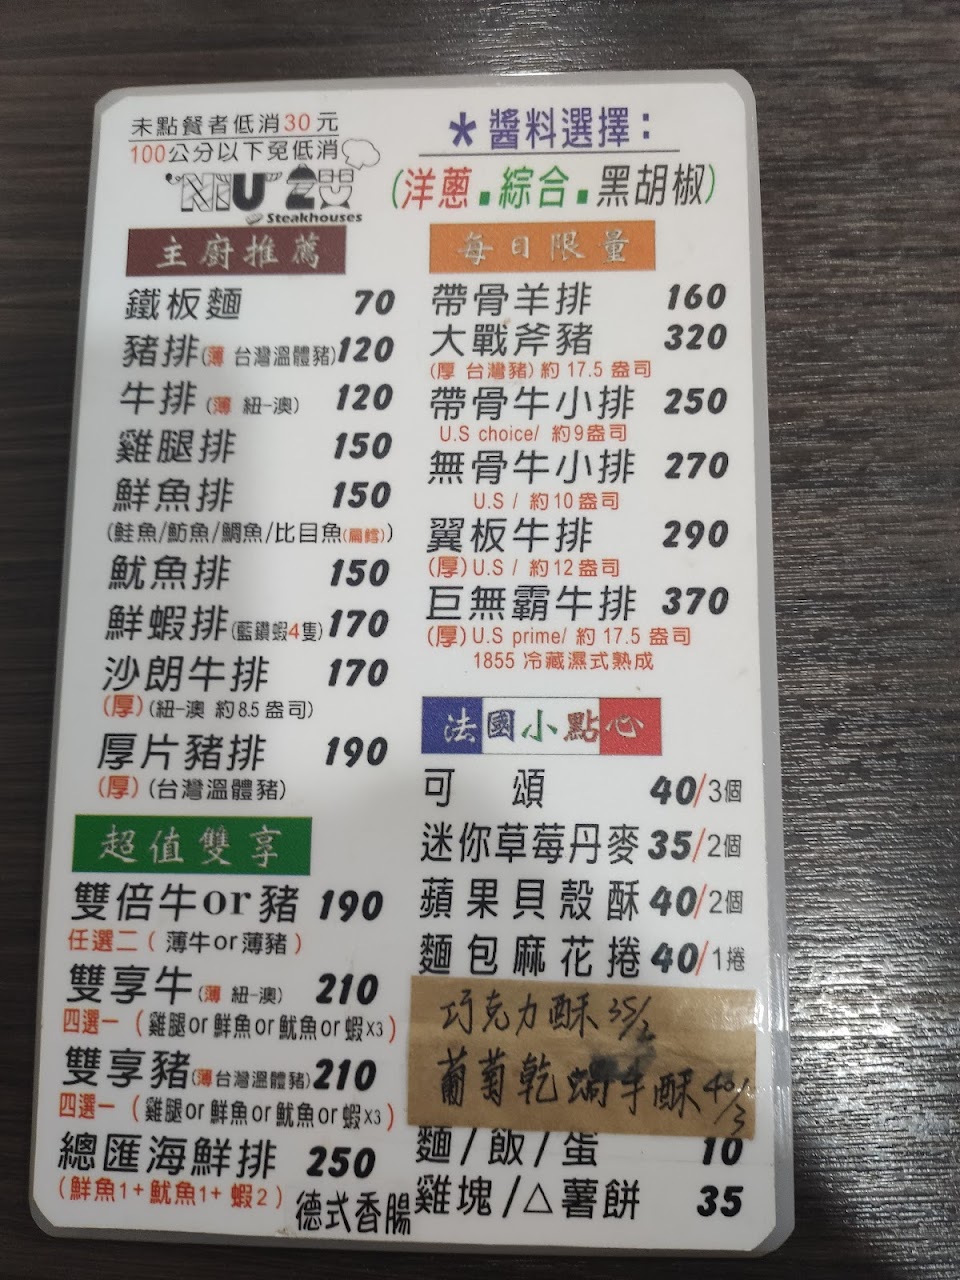 未點餐者低消30元
100公分以下免低消
NIU
Steakhouses
*醬料選擇：
(洋蔥▪綜合▪黑胡椒)
主廚推薦
鐵板麵 70
豬排(薄 台灣溫體豬)120
牛排(薄 紐-澳) 120
雞腿排 150
鮮魚排 150
(鮭魚/魴魚/鯛魚/比目魚(扁鱈))
魷魚排 150
鮮蝦排(藍鑽蝦4隻)170
沙朗牛排 170
(厚)(紐-澳 約8.5盎司)
厚片豬排 190
(厚)(台灣溫體豬)
超值雙享
雙倍牛or豬 190
任選二( 薄牛or薄豬 )
雙享牛(薄 紐-澳) 210
四選一 ( 雞腿or 鮮魚or 魷魚or 蝦X3 )
雙享豬(薄台灣溫體豬)210
四選一 ( 雞腿or 鮮魚or 魷魚or 蝦X3 )
總匯海鮮排 250
(鮮魚1+魷魚1+蝦2)
每日限量
帶骨羊排 160
大戰斧豬 320
(厚 台灣豬) 約 17.5 盎司
帶骨牛小排 250
U.S choice/ 約9盎司
無骨牛小排 270
U.S / 約10盎司
翼板牛排 290
(厚)U.S / 約12盎司
巨無霸牛排 370
(厚)U.S prime/ 約 17.5 盎司
1855 冷藏濕式熟成
法國小點心
可頌 40/3個
迷你草莓丹麥 35/2個
蘋果貝殼酥 40/2個
麵包麻花捲 40/1捲
巧克力酥 35/2
葡萄乾蝸牛酥 40/3
麵/飯/蛋 10
德式香腸 雞塊/△薯餅 35